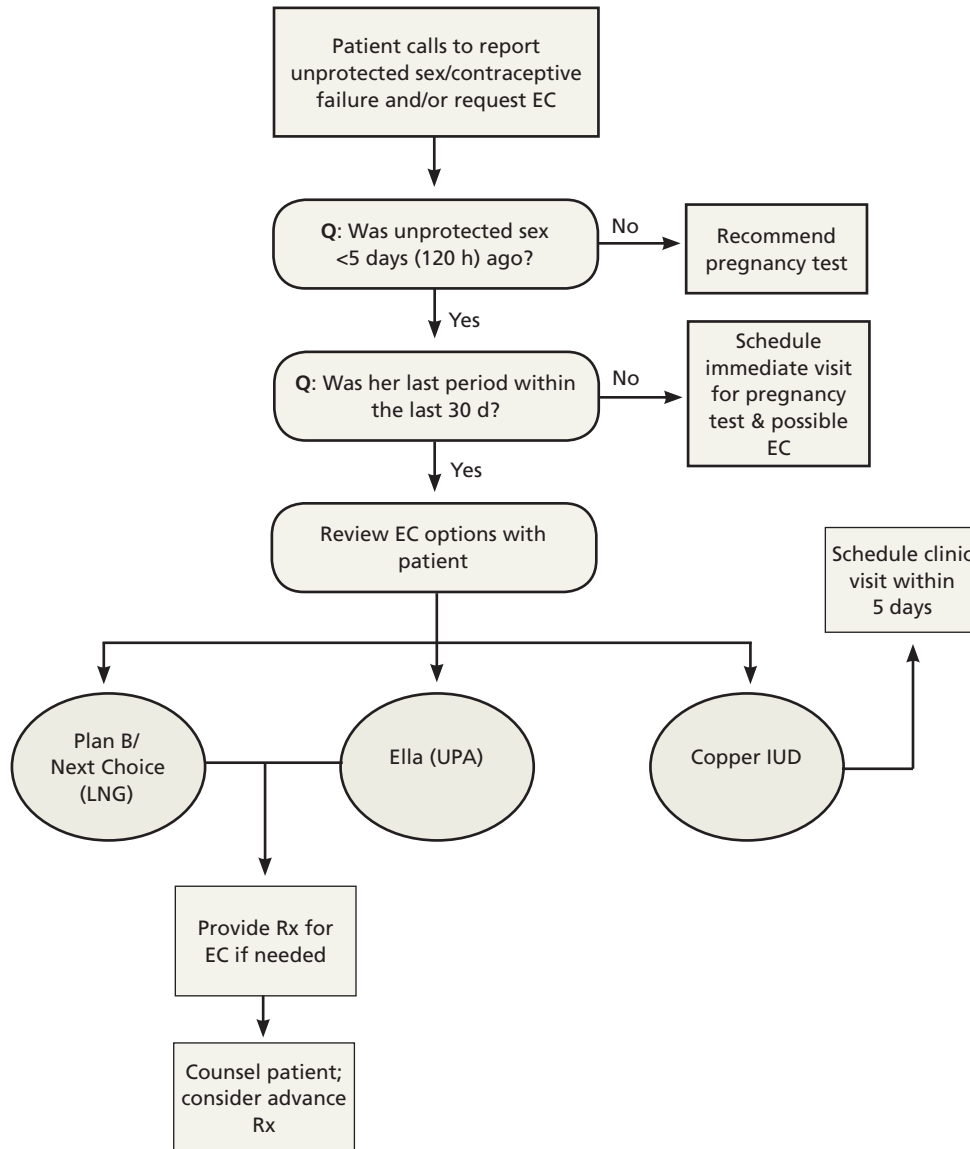 Patient calls to report
unprotected sex/contraceptive
failure and/or request EC
Q: Was unprotected sex
<5 days (120 h) ago?
No
Recommend
pregnancy test
Yes
Q: Was her last period within
the last 30 d?
No
Schedule
immediate visit
for pregnancy
test & possible
EC
Yes
Review EC options with
patient
Schedule clinic
visit within
5 days
Plan B/
Next Choice
(LNG)
Ella (UPA)
Copper IUD
Provide Rx for
EC if needed
Counsel patient;
consider advance
Rx